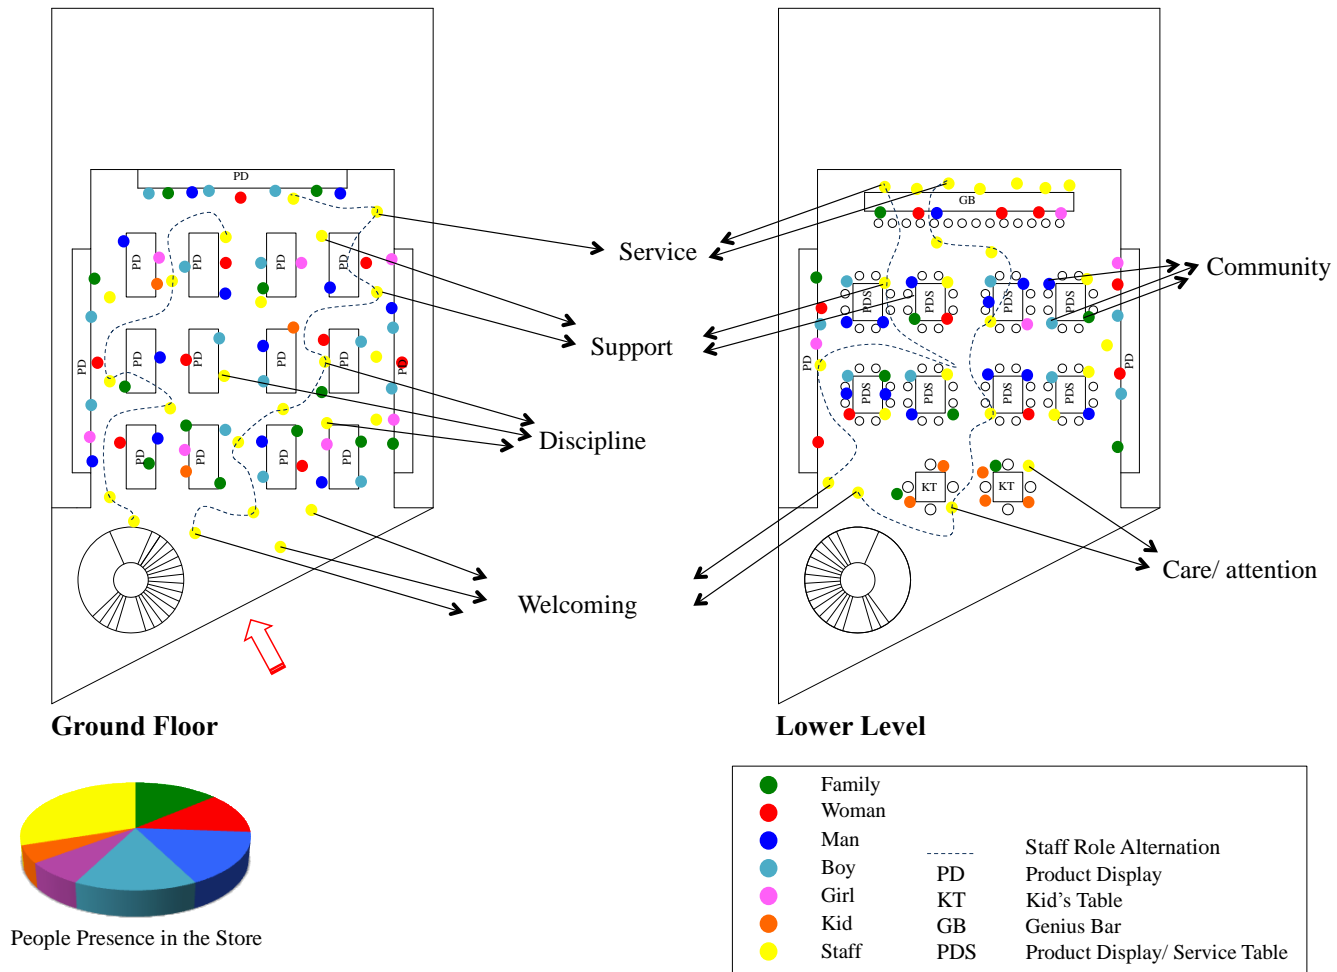 PD
GB
Service
Community
PD
PD
PD
PD
PDS
PDS
PDS
PDS
Support
PD
PD
PD
PD
PD
PD
PD
PD
PDS
PDS
PDS
PDS
Discipline
PD
PD
PD
PD
KT
KT
Care/ attention
Welcoming
Ground Floor
Lower Level
People Presence in the Store
Family
Woman
Man
Boy
Girl
Kid
Staff
Staff Role Alternation
PD Product Display
KT Kid's Table
GB Genius Bar
PDS Product Display/ Service Table